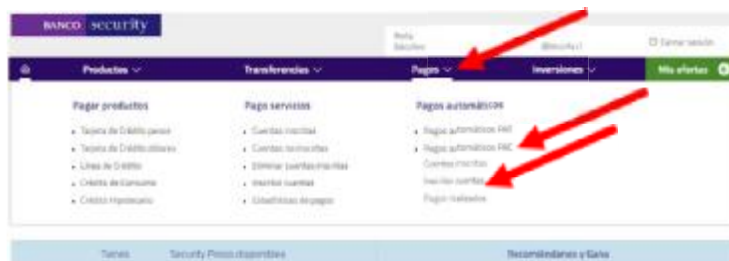 BANCO security
Cerrar sesión
Productos
Transferencias
Pagos
Inversiones
Mis ofertas
Pagar productos
Pago servicios
Pagos automáticos
Tarjeta de Crédito pesos
Cuentas inscritas
Pagos automáticos PAT
Tarjeta de Crédito dólares
Cuentas no inscritas
Pagos automáticos PAC
Línea de Crédito
Eliminar cuentas inscritas
Cuentas inscritas
Crédito de Consumo
Inscribir cuentas
Inscribir cuentas
Crédito Hipotecario
Pagos realizados
Tienes
Security Pesos disponibles
Recomiéndanos y Gana